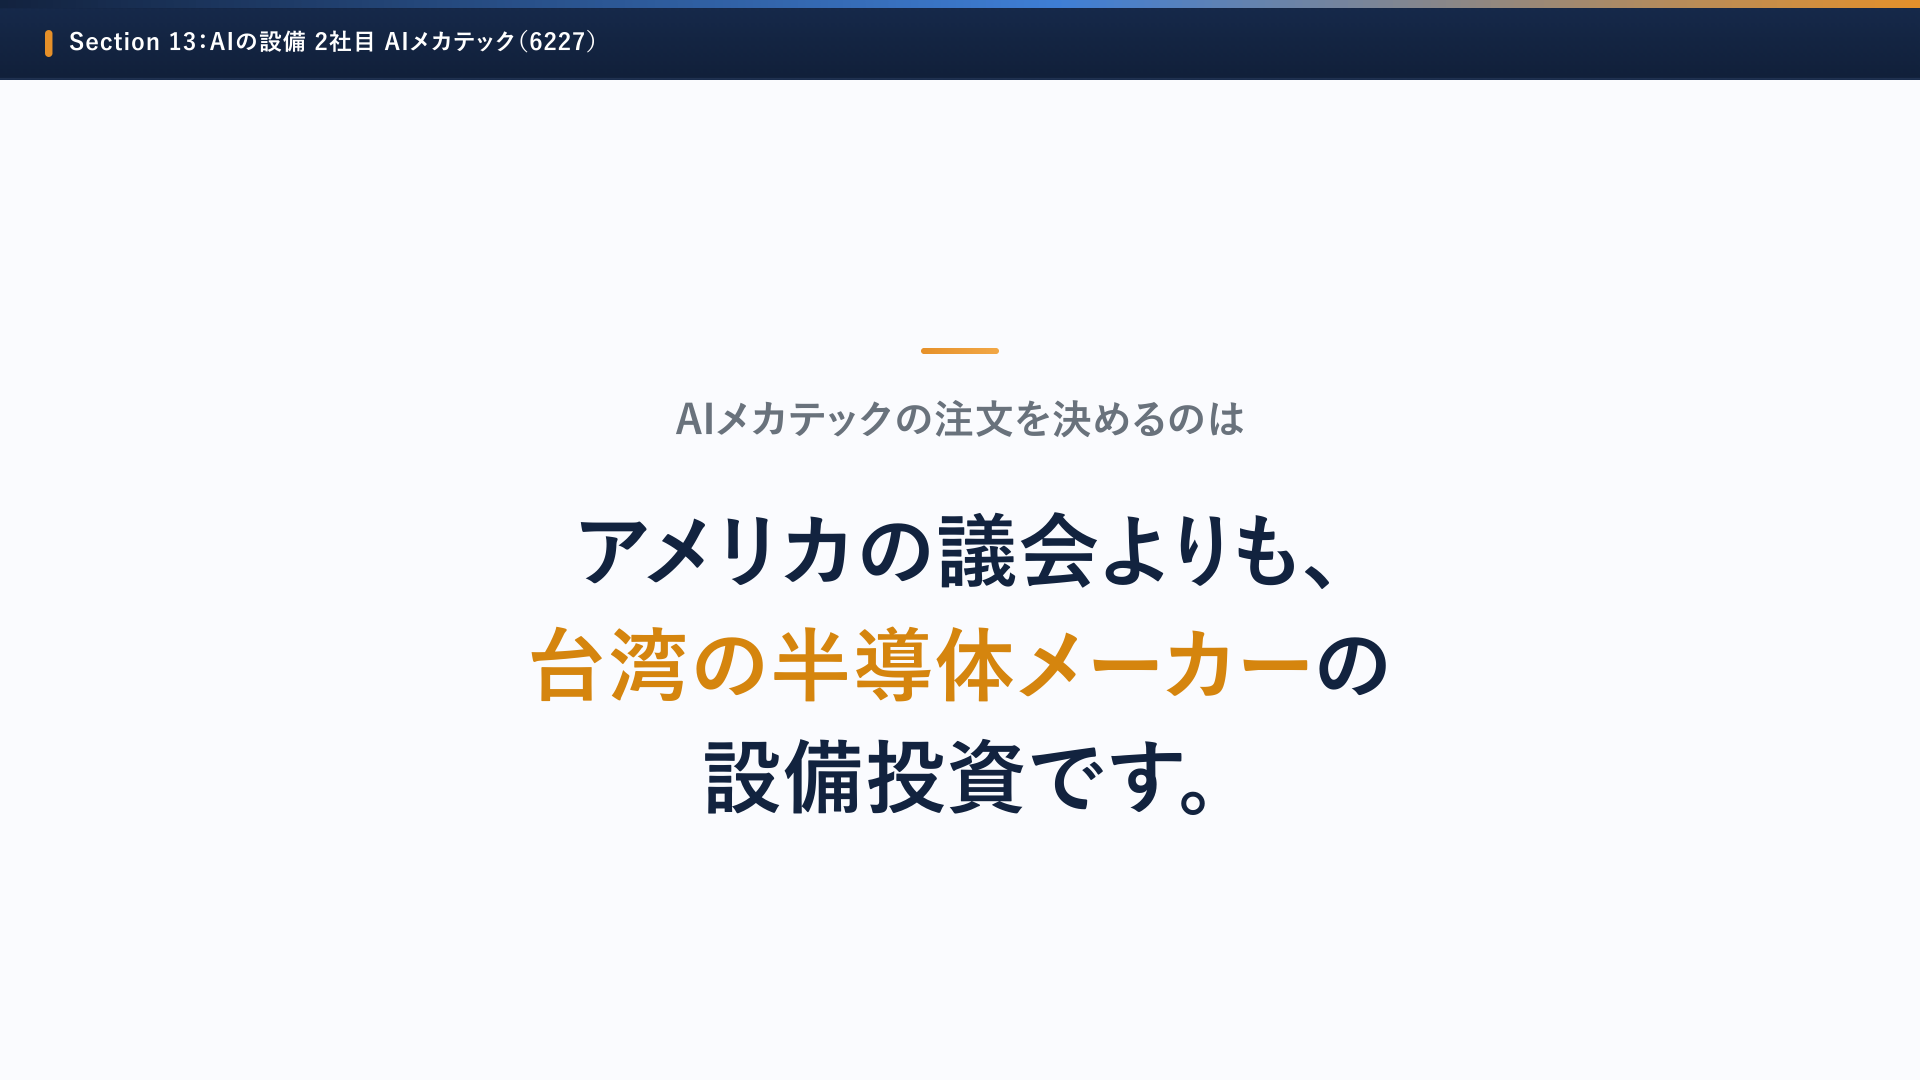 Section 13：AIの設備 2社目 AIメカテック（6227）
AIメカテックの注文を決めるのは
アメリカの議会よりも、
台湾の半導体メーカーの
設備投資です。